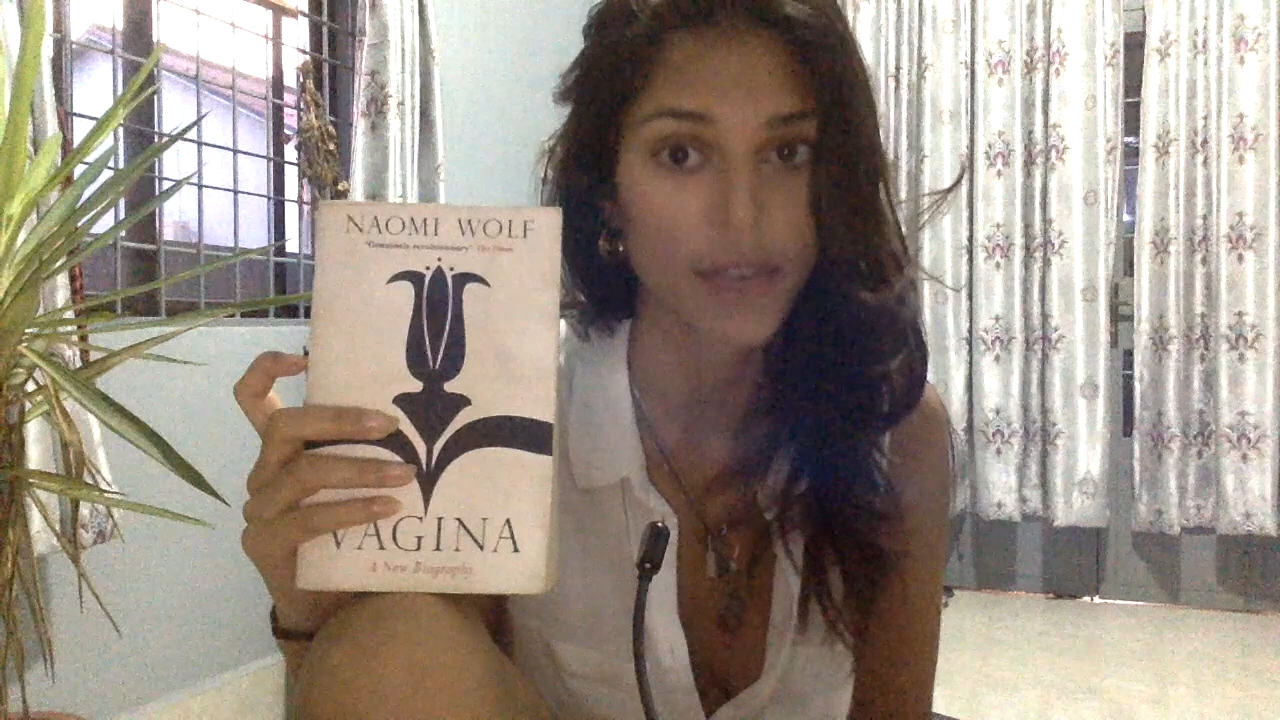 NAOMI WOLF
"Genuinely revolutionary" The Times
VAGINA
A New Biography